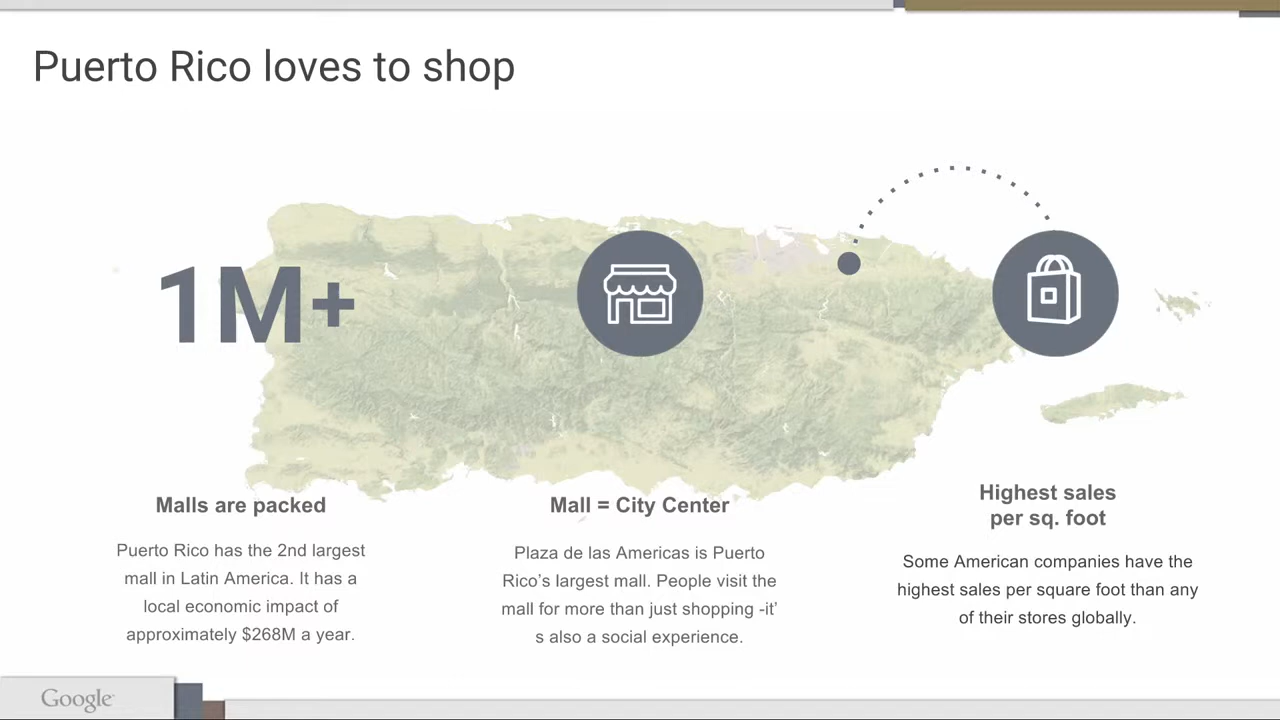 Puerto Rico loves to shop
1M+
Malls are packed
Puerto Rico has the 2nd largest
mall in Latin America. It has a
local economic impact of
approximately $268M a year.
Mall = City Center
Plaza de las Americas is Puerto
Rico’s largest mall. People visit the
mall for more than just shopping -it’
s also a social experience.
Highest sales
per sq. foot
Some American companies have the
highest sales per square foot than any
of their stores globally.
Google